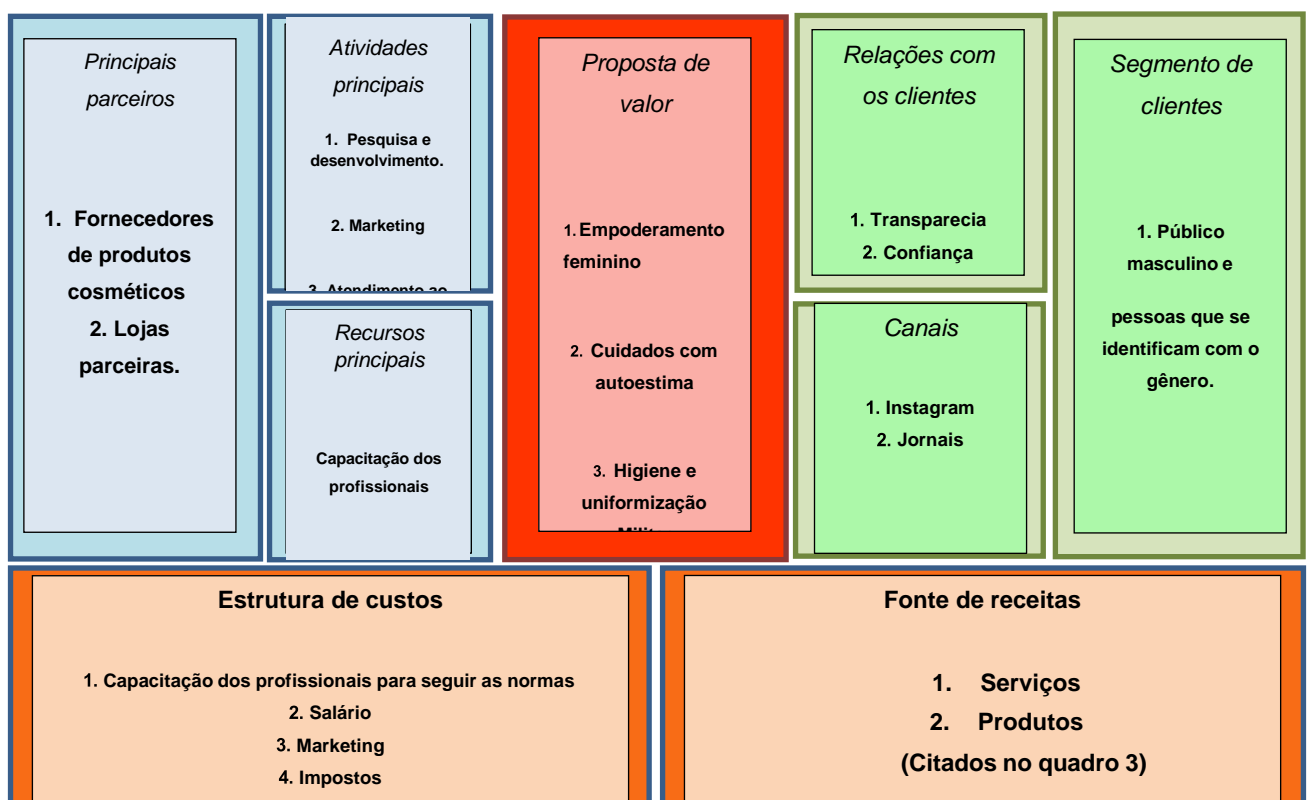 Principais
parceiros
1. Fornecedores
de produtos
cosméticos
2. Lojas
parceiras.
Atividades
principais
1. Pesquisa e
desenvolvimento.
2. Marketing
3. Atendimento ao
Recursos
principais
Capacitação dos
profissionais
Proposta de
valor
1. Empoderamento
feminino
2. Cuidados com
autoestima
3. Higiene e
uniformização
Relações com
os clientes
1. Transparecia
2. Confiança
Canais
1. Instagram
2. Jornais
Segmento de
clientes
1. Público
masculino e
pessoas que se
identificam com o
gênero.
Estrutura de custos
1. Capacitação dos profissionais para seguir as normas
2. Salário
3. Marketing
4. Impostos
Fonte de receitas
1. Serviços
2. Produtos
(Citados no quadro 3)